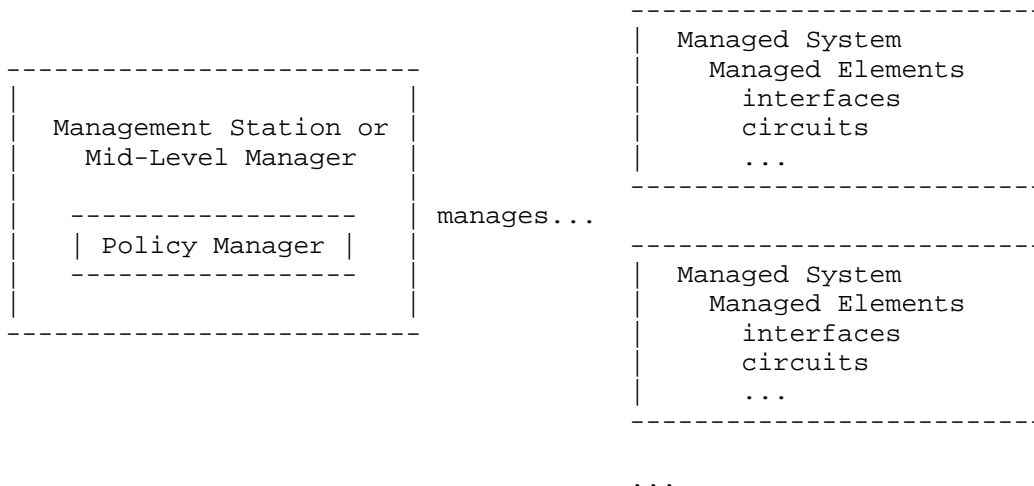 Management Station or
Mid-Level Manager
Policy Manager
manages...
Managed System
Managed Elements
interfaces
circuits
...
Managed System
Managed Elements
interfaces
circuits
...
...